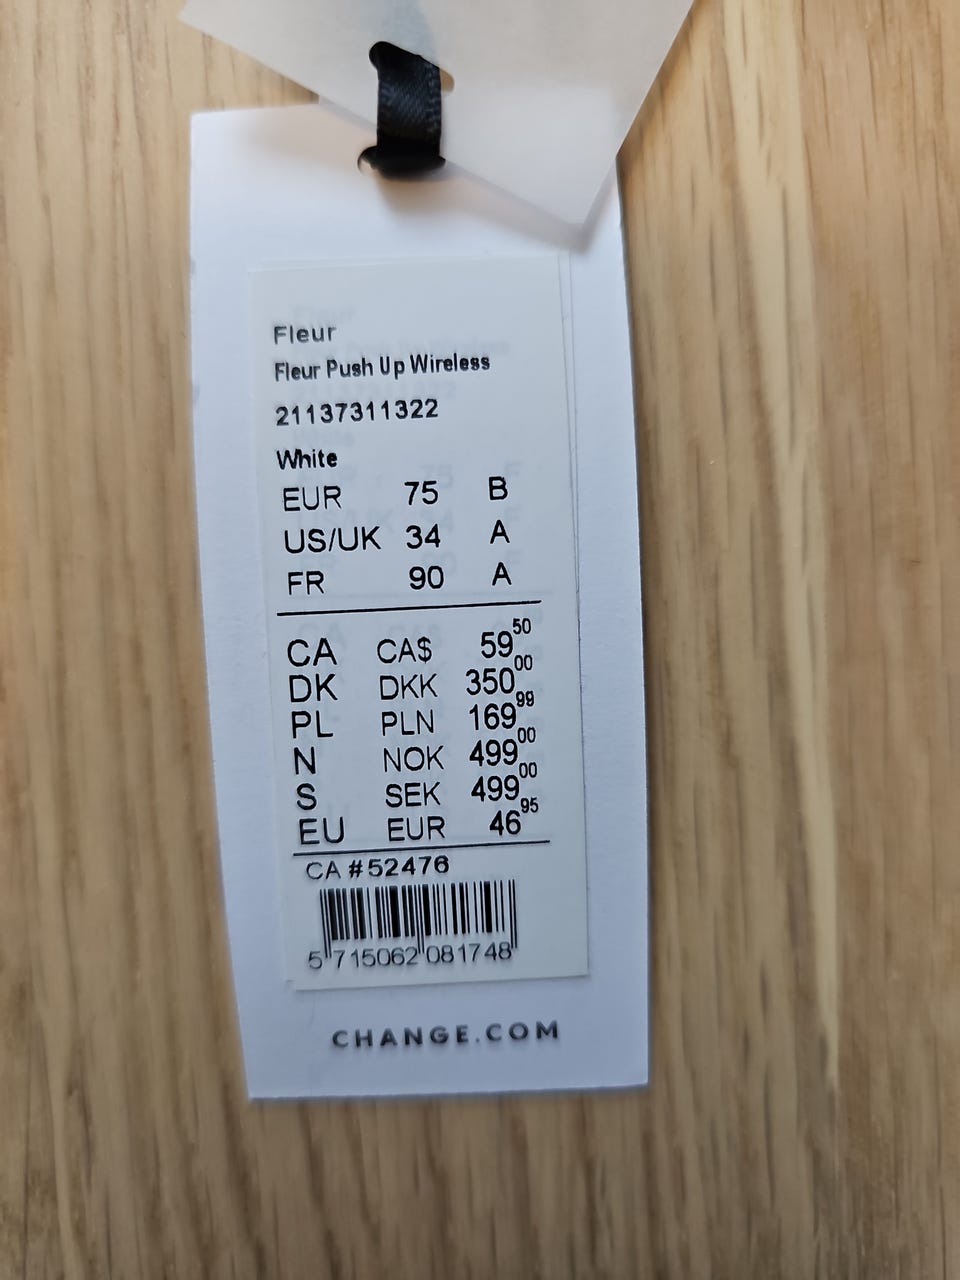 Fleur
Fleur Push Up Wireless
21137311322
White
EUR 75 B
US/UK 34 A
FR 90 A
CA CA$ 59 50
DK DKK 350 00
PL PLN 169 99
N NOK 499 00
S SEK 499 00
EU EUR 46 95
CA #52476
5 715062 081748
CHANGE.COM